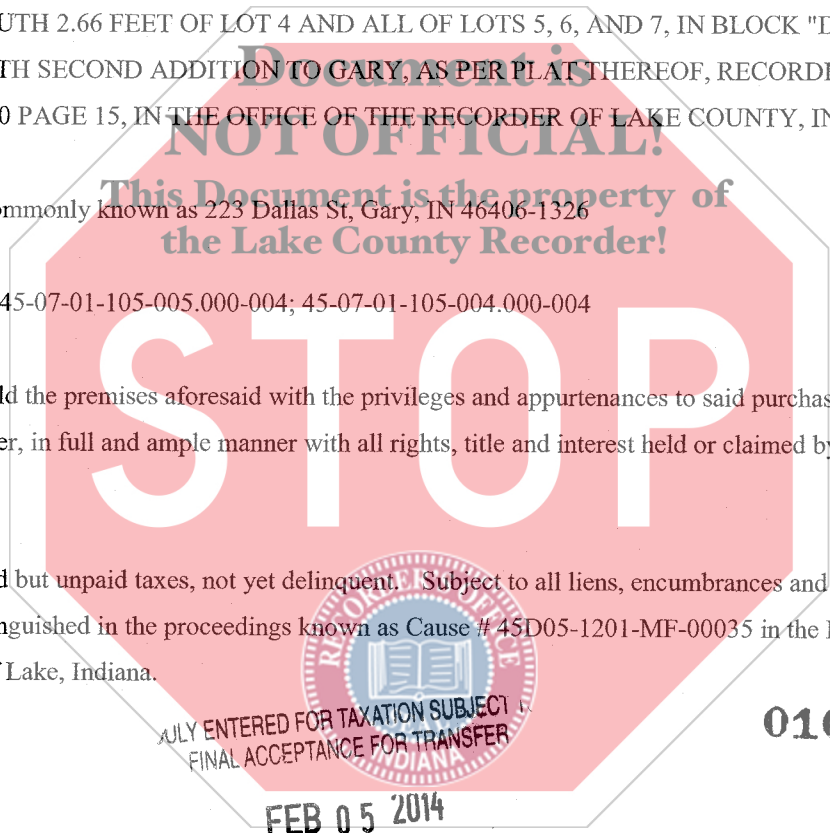 UTH 2.66 FEET OF LOT 4 AND ALL OF LOTS 5, 6, AND 7, IN BLOCK "D
Document is
TH SECOND ADDITION TO GARY, AS PER PLAT THEREOF, RECORDE
0 PAGE 15, IN THE OFFICE OF THE RECORDER OF LAKE COUNTY, IN
NOT OFFICIAL!
This Document is the property of
ommonly known as 223 Dallas St, Gary, IN 46406-1326
the Lake County Recorder!
45-07-01-105-005.000-004; 45-07-01-105-004.000-004
STOP
ld the premises aforesaid with the privileges and appurtenances to said purchas
er, in full and ample manner with all rights, title and interest held or claimed by
d but unpaid taxes, not yet delinquent. Subject to all liens, encumbrances and
nguished in the proceedings known as Cause # 45D05-1201-MF-00035 in the
f Lake, Indiana.
RECORDER'S OFFICE
INDIANA
ULY ENTERED FOR TAXATION SUBJECT
FINAL ACCEPTANCE FOR TRANSFER
010
FEB 05 2014